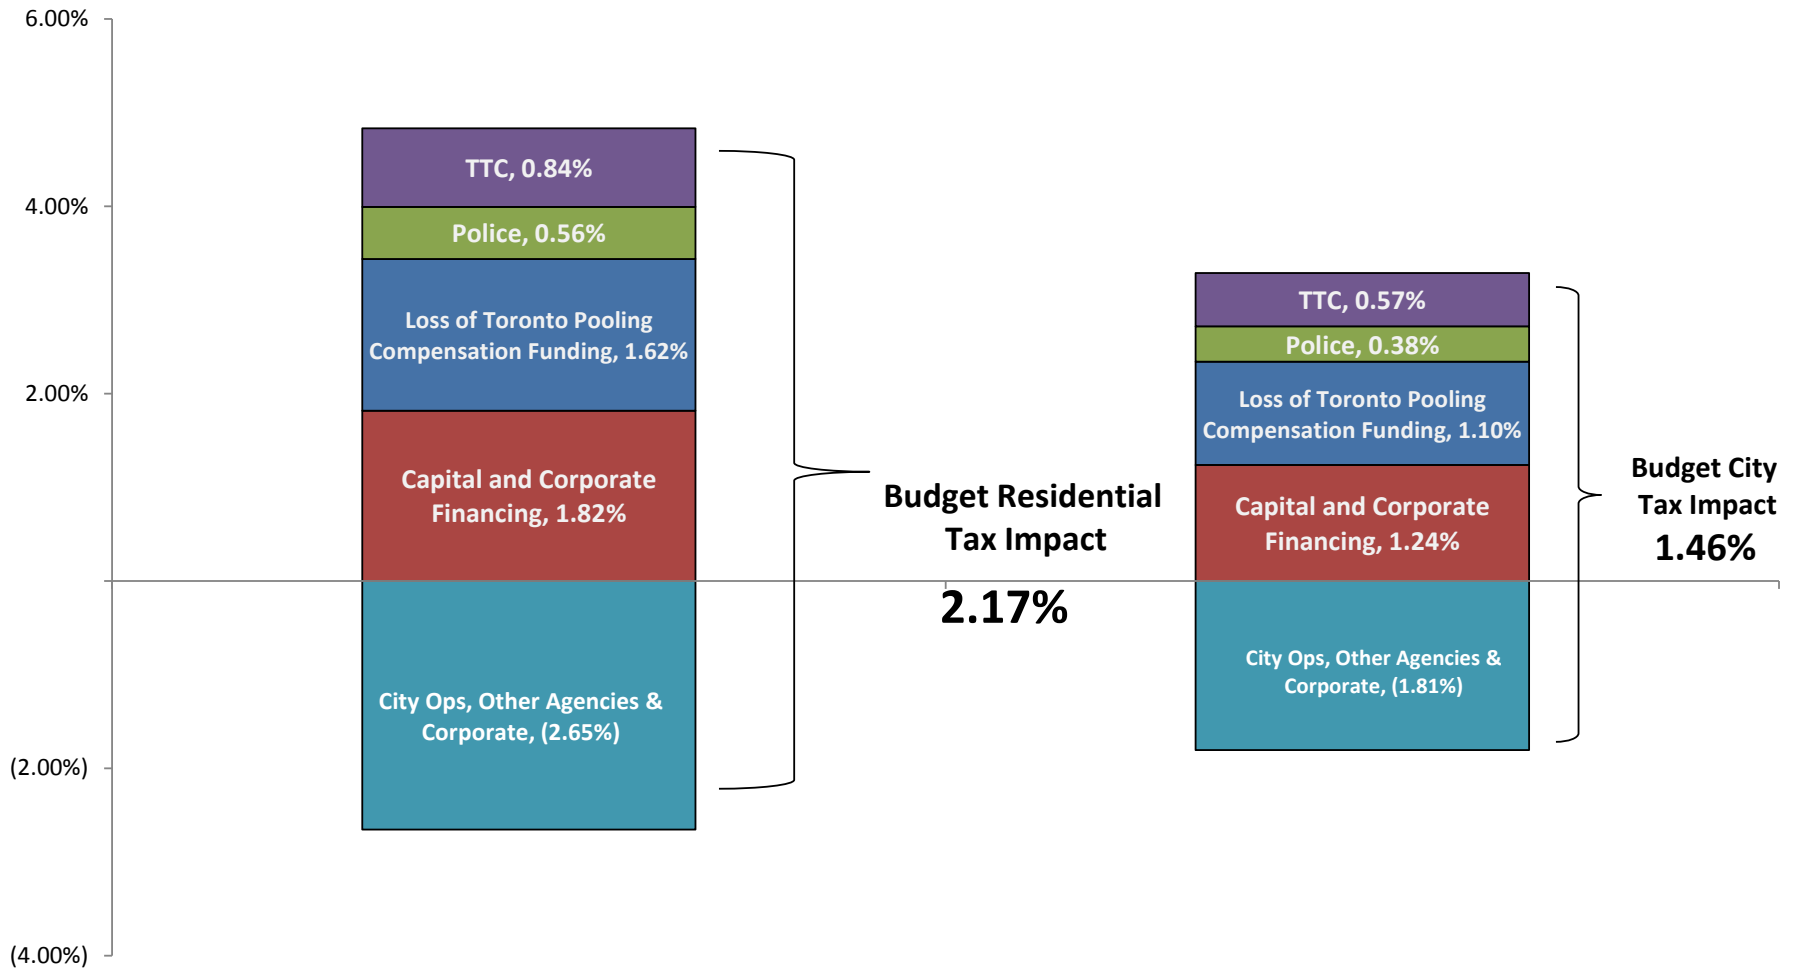 6.00%
4.00%
2.00%
(2.00%)
(4.00%)
TTC, 0.84%
Police, 0.56%
Loss of Toronto Pooling
Compensation Funding, 1.62%
Capital and Corporate
Financing, 1.82%
City Ops, Other Agencies &
Corporate, (2.65%)
Budget Residential
Tax Impact
2.17%
TTC, 0.57%
Police, 0.38%
Loss of Toronto Pooling
Compensation Funding, 1.10%
Capital and Corporate
Financing, 1.24%
City Ops, Other Agencies &
Corporate, (1.81%)
Budget City
Tax Impact
1.46%